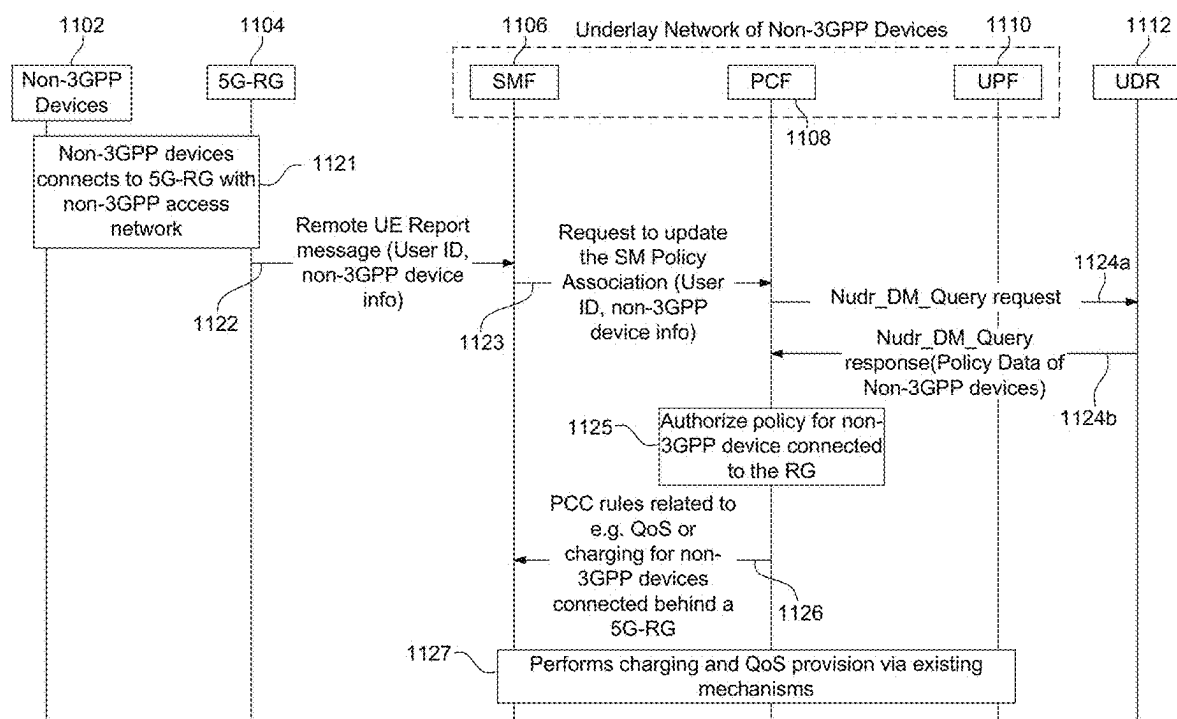 1102
1104
1106
Underlay Network of Non-3GPP Devices
1110
1112
Non-3GPP
Devices
5G-RG
SMF
PCF
UPF
UDR
1108
Non-3GPP devices
connects to 5G-RG with
non-3GPP access
network
1121
Remote UE Report
message (User ID,
non-3GPP device
info)
1122
Request to update
the SM Policy
Association (User
ID, non-3GPP
device info)
1123
1124a
Nudr_DM_Query request
Nudr_DM_Query
response(Policy Data of
Non-3GPP devices)
1124b
1125
Authorize policy for non-
3GPP device connected
to the RG
PCC rules related to
e.g. QoS or
charging for non-
3GPP devices
connected behind a
5G-RG
1126
1127
Performs charging and QoS provision via existing
mechanisms